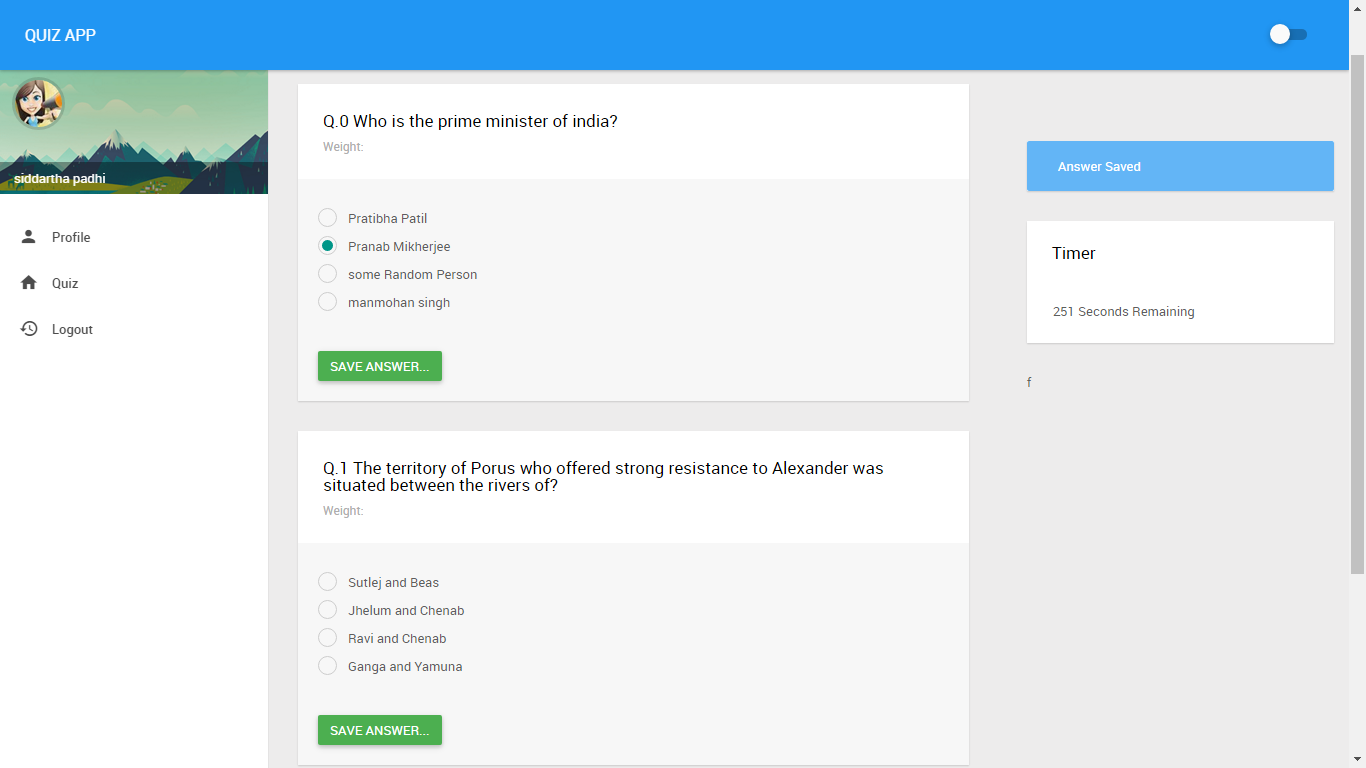 QUIZ APP
siddartha padhi
Profile
Quiz
Logout
Q.0 Who is the prime minister of india?
Weight:
Pratibha Patil
Pranab Mikherjee
some Random Person
manmohan singh
SAVE ANSWER...
Q.1 The territory of Porus who offered strong resistance to Alexander was
situated between the rivers of?
Weight:
Sutlej and Beas
Jhelum and Chenab
Ravi and Chenab
Ganga and Yamuna
SAVE ANSWER...
Answer Saved
Timer
251 Seconds Remaining
f